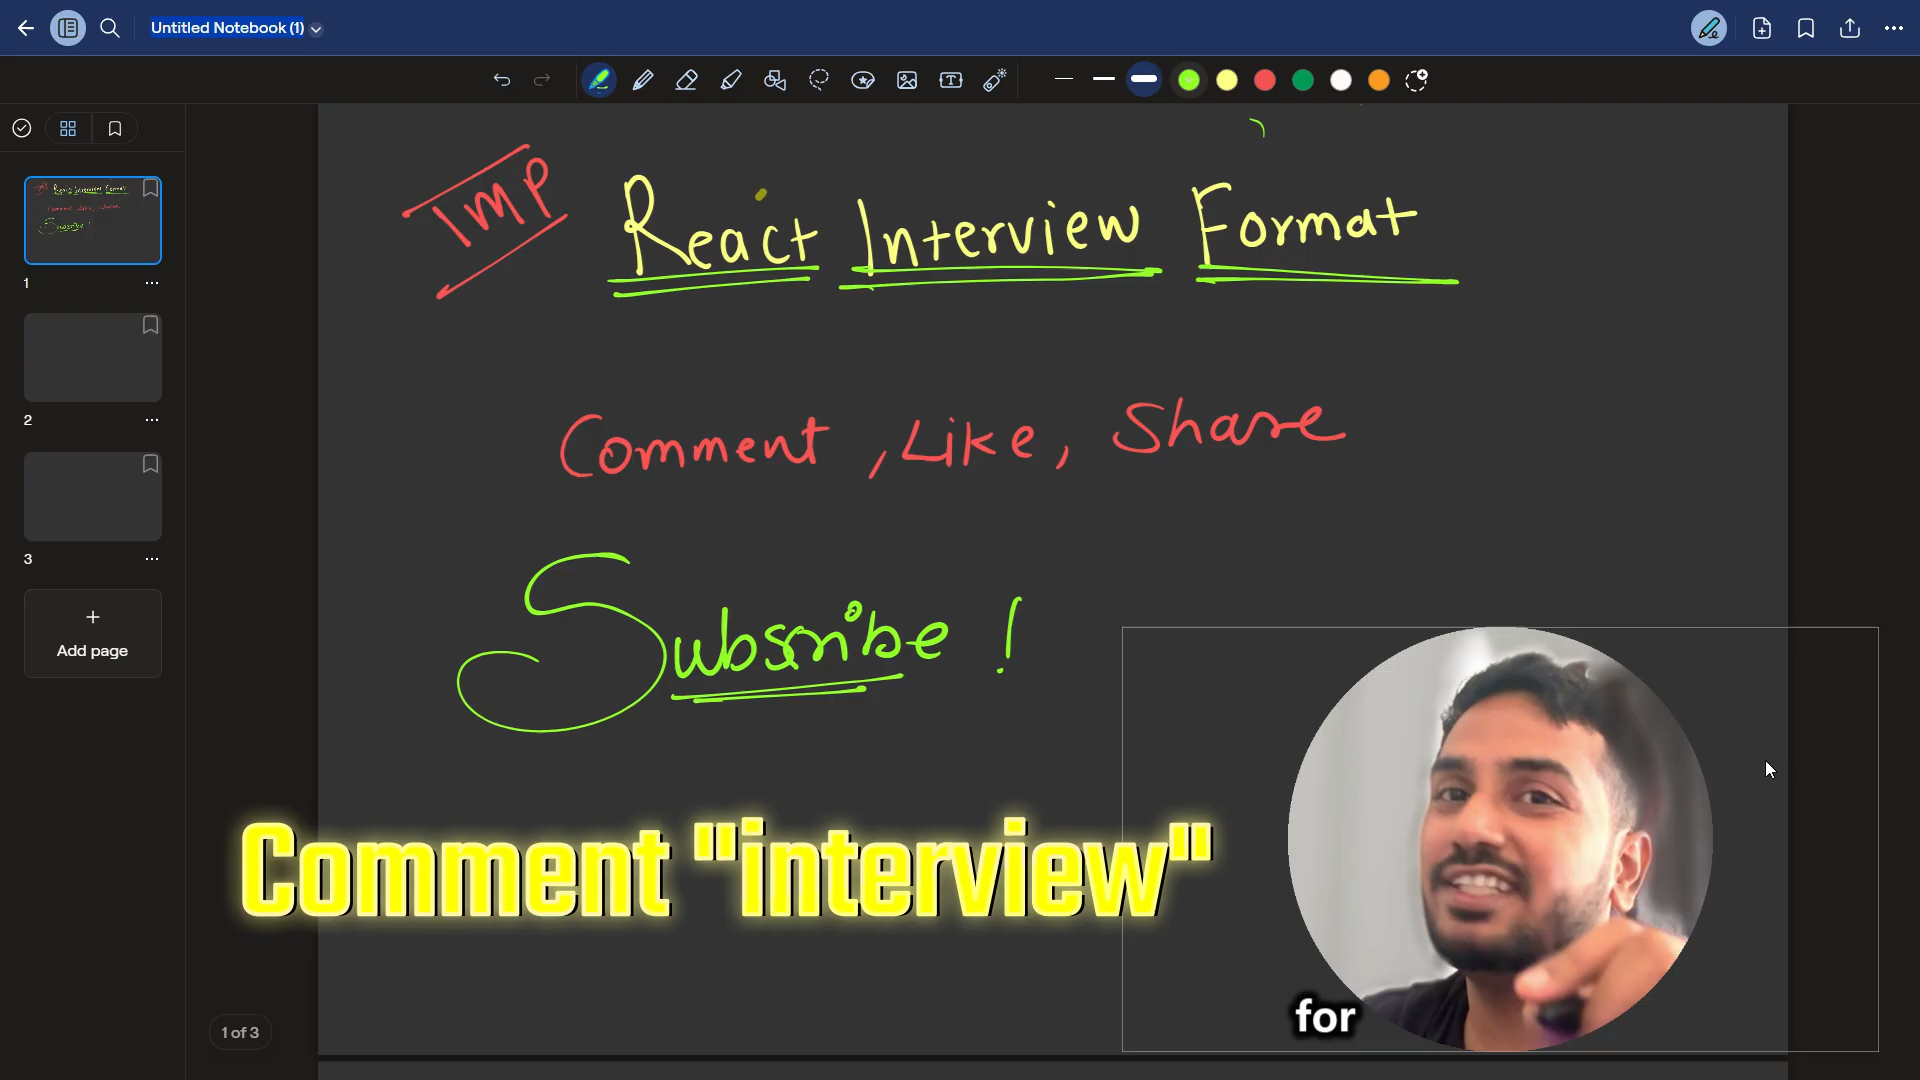 Untitled Notebook (1)
IMP
React Interview Format
Comment, Like, Share
Subscribe !
1
2
3
Add page
Comment "interview"
for
1 of 3